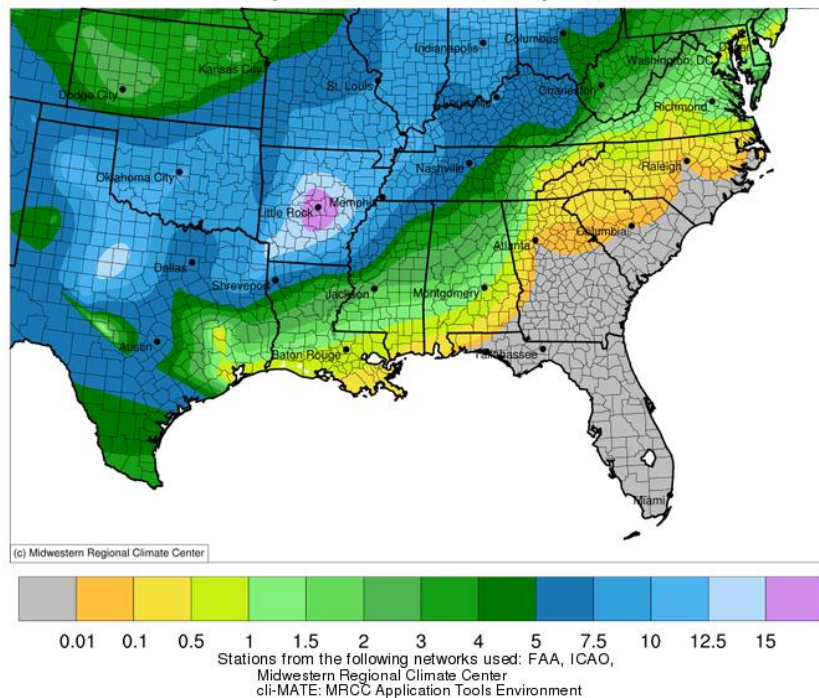 Indianapolis
Columbus
Dover
Kansas City
St. Louis
Washington, DC
Dodge City
Charleston
Richmond
Oklahoma City
Nashville
Raleigh
Little Rock
Memphis
Columbia
Atlanta
Dallas
Shreveport
Jackson
Montgomery
Austin
Baton Rouge
Tallahassee
Miami
(c) Midwestern Regional Climate Center
0.01 0.1 0.5 1 1.5 2 3 4 5 7.5 10 12.5 15
Stations from the following networks used: FAA, ICAO,
Midwestern Regional Climate Center
cli-MATE: MRCC Application Tools Environment